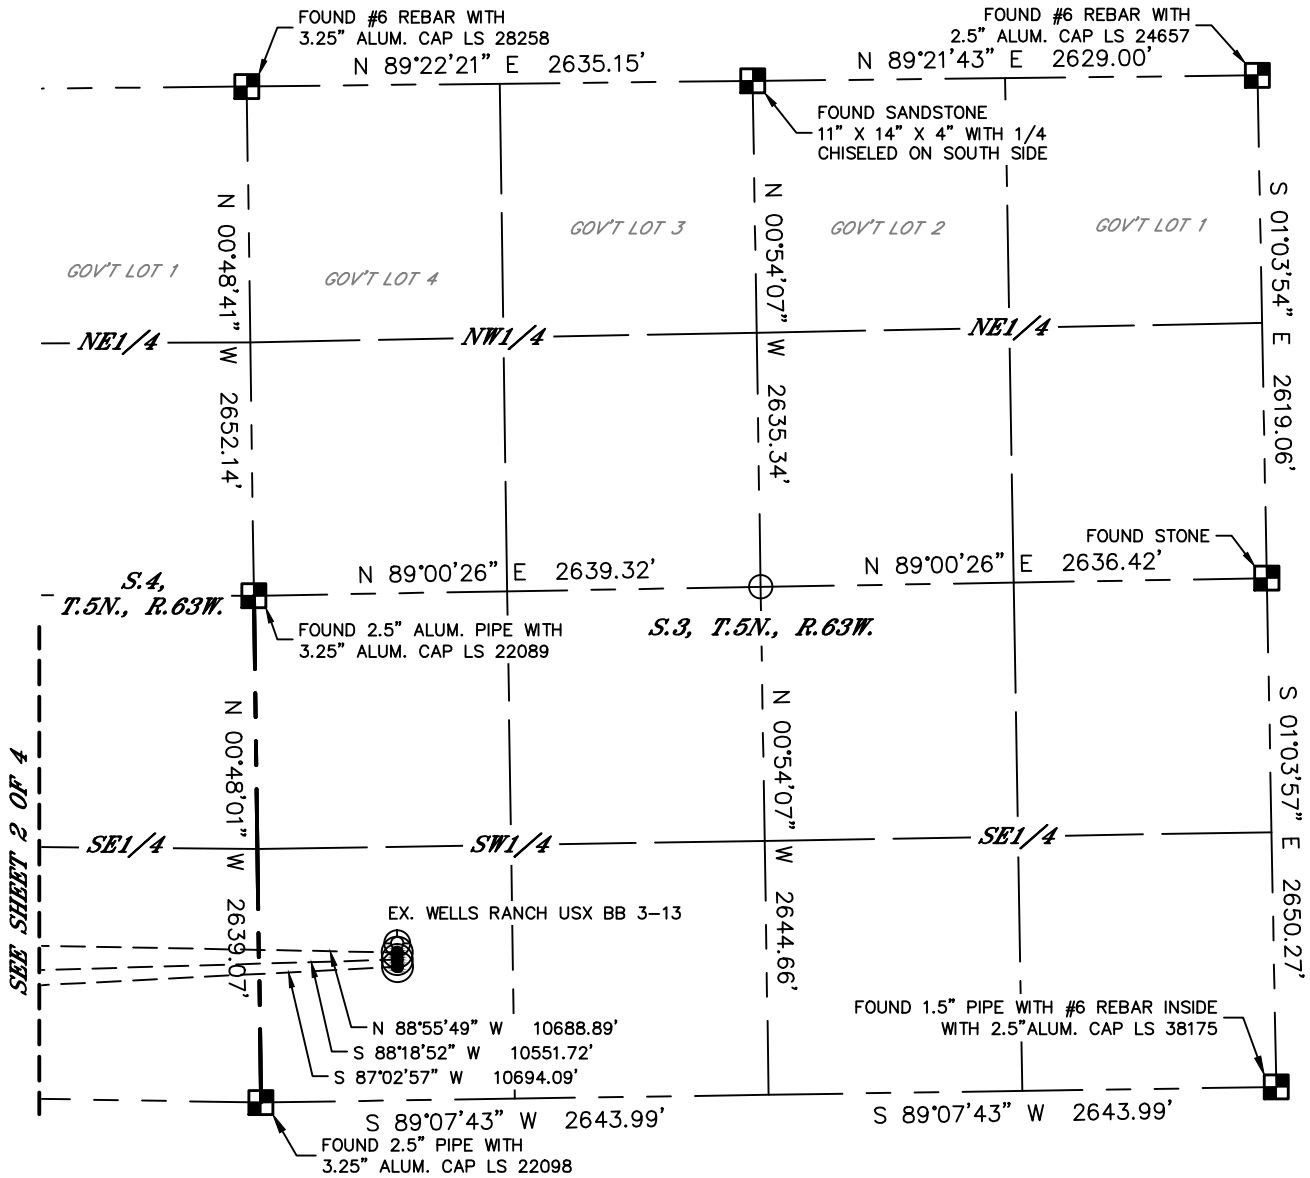 FOUND #6 REBAR WITH
3.25" ALUM. CAP LS 28258
FOUND #6 REBAR WITH
2.5" ALUM. CAP LS 24657
N 89°22'21" E 2635.15'
N 89°21'43" E 2629.00'
FOUND SANDSTONE
11" X 14" X 4" WITH 1/4
CHISELED ON SOUTH SIDE
N 00°48'41" W 2652.14'
N 00°54'07" W 2635.34'
S 01°03'54" E 2619.06'
GOV'T LOT 1
GOV'T LOT 4
GOV'T LOT 3
GOV'T LOT 2
GOV'T LOT 1
NE1/4
NW1/4
NE1/4
FOUND STONE
S.4,
T.5N., R.63W.
N 89°00'26" E 2639.32'
N 89°00'26" E 2636.42'
FOUND 2.5" ALUM. PIPE WITH
3.25" ALUM. CAP LS 22089
S.3, T.5N., R.63W.
N 00°48'01" W 2639.07'
N 00°54'07" W 2644.66'
S 01°03'57" E 2650.27'
SEE SHEET 2 OF 4
SE1/4
SW1/4
SE1/4
EX. WELLS RANCH USX BB 3-13
N 88°55'49" W 10688.89'
S 88°18'52" W 10551.72'
S 87°02'57" W 10694.09'
FOUND 1.5" PIPE WITH #6 REBAR INSIDE
WITH 2.5"ALUM. CAP LS 38175
S 89°07'43" W 2643.99'
S 89°07'43" W 2643.99'
FOUND 2.5" PIPE WITH
3.25" ALUM. CAP LS 22098